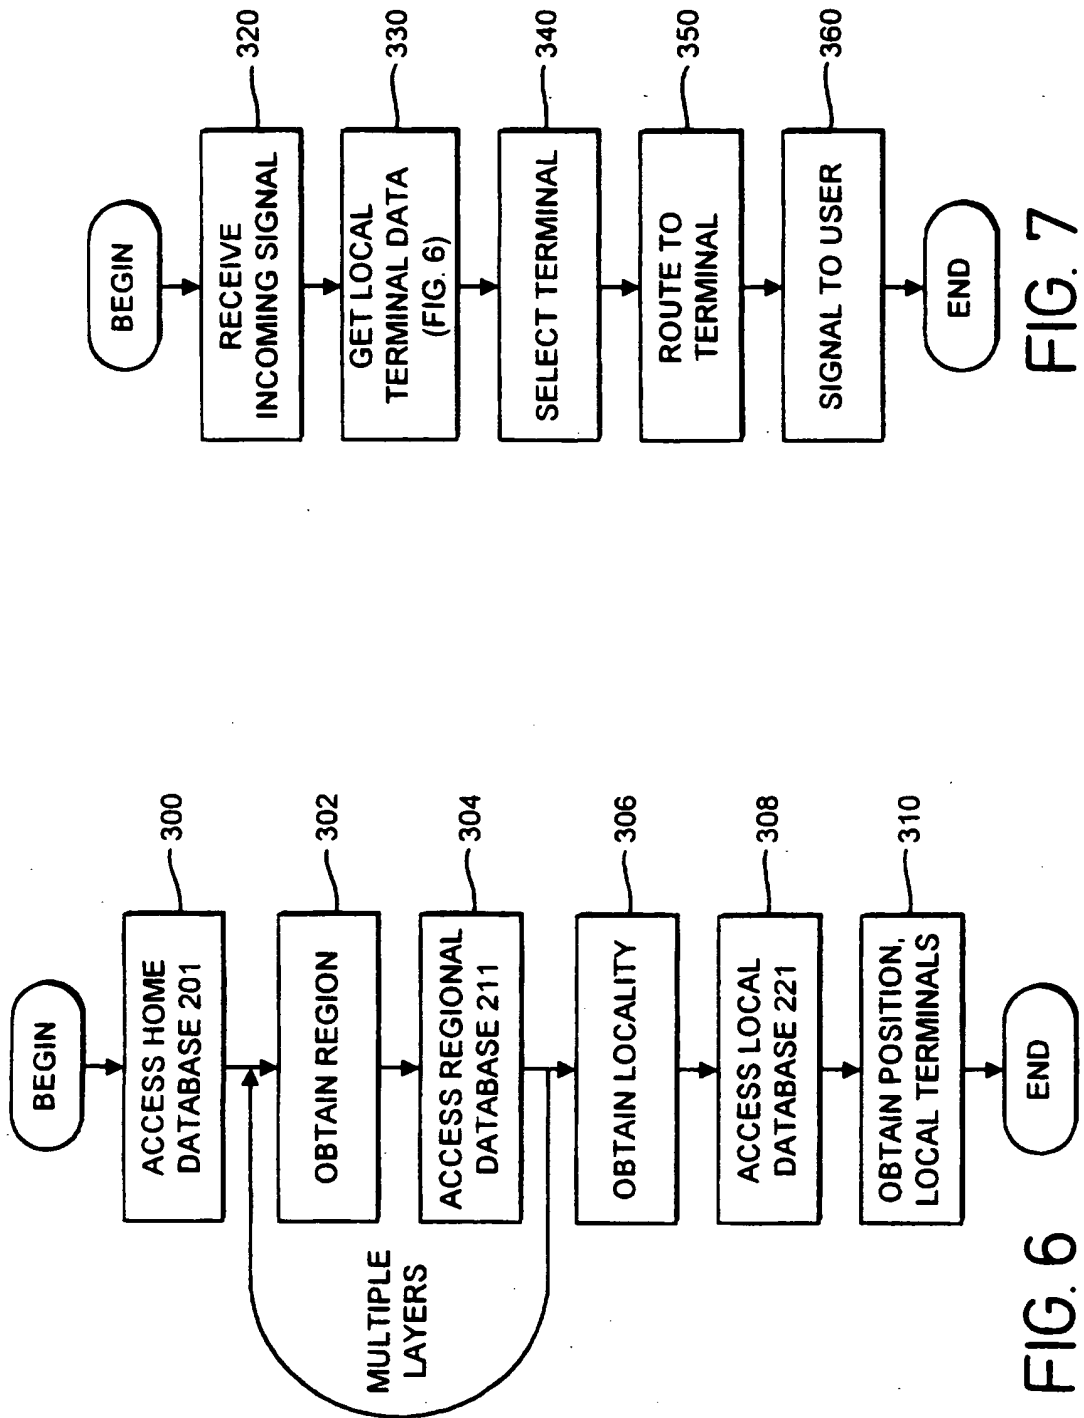 BEGIN
ACCESS HOME
DATABASE 201
300
OBTAIN REGION
302
ACCESS REGIONAL
DATABASE 211
304
MULTIPLE
LAYERS
OBTAIN LOCALITY
306
ACCESS LOCAL
DATABASE 221
308
OBTAIN POSITION,
LOCAL TERMINALS
310
END
FIG. 6
BEGIN
RECEIVE
INCOMING SIGNAL
320
GET LOCAL
TERMINAL DATA
(FIG. 6)
330
SELECT TERMINAL
340
ROUTE TO
TERMINAL
350
SIGNAL TO USER
360
END
FIG. 7